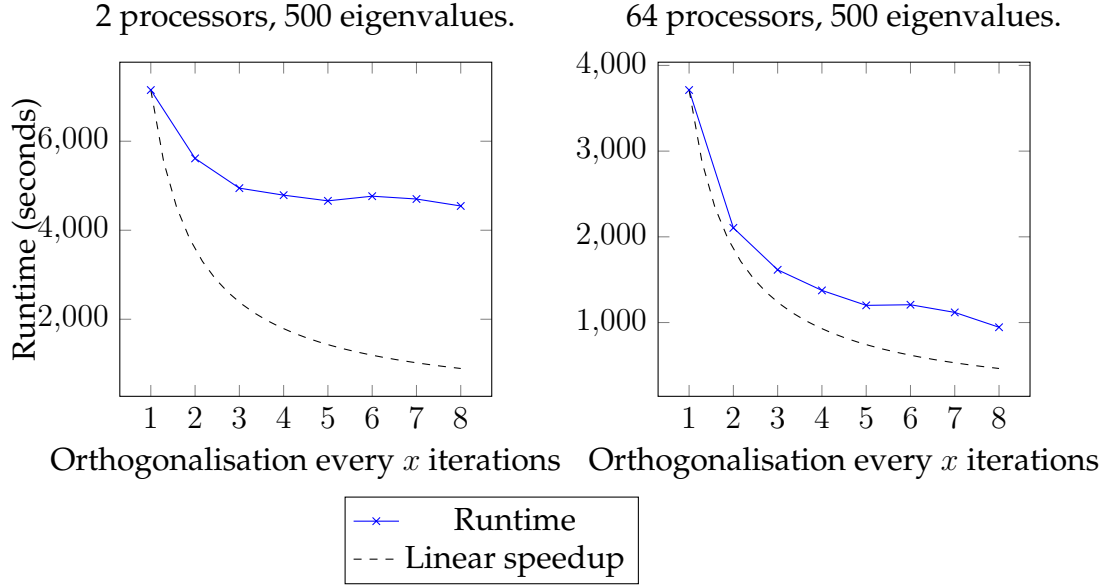 2 processors, 500 eigenvalues.
64 processors, 500 eigenvalues.
Runtime (seconds)
6,000
4,000
2,000
1 2 3 4 5 6 7 8
Orthogonalisation every x iterations
4,000
3,000
2,000
1,000
1 2 3 4 5 6 7 8
Orthogonalisation every x iterations
Runtime
Linear speedup